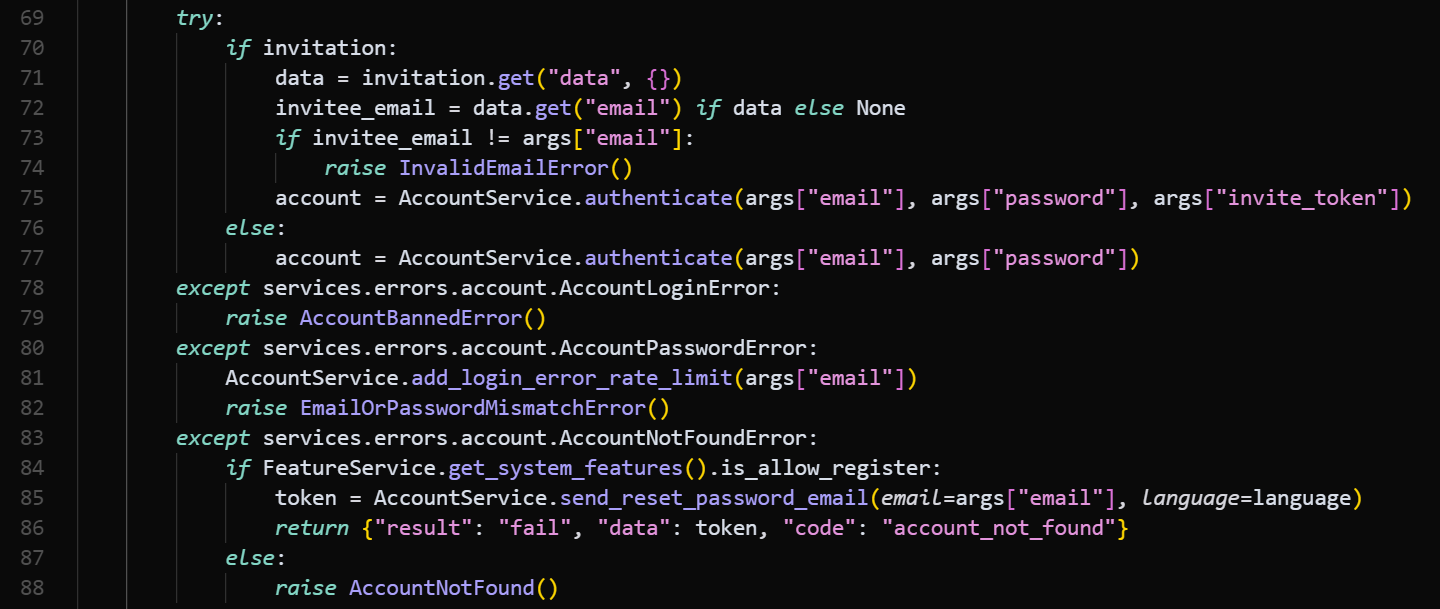 69 try:
70 if invitation:
71 data = invitation.get("data", {})
72 invitee_email = data.get("email") if data else None
73 if invitee_email != args["email"]:
74 raise InvalidEmailError()
75 account = AccountService.authenticate(args["email"], args["password"], args["invite_token"])
76 else:
77 account = AccountService.authenticate(args["email"], args["password"])
78 except services.errors.account.AccountLoginError:
79 raise AccountBannedError()
80 except services.errors.account.AccountPasswordError:
81 AccountService.add_login_error_rate_limit(args["email"])
82 raise EmailOrPasswordMismatchError()
83 except services.errors.account.AccountNotFoundError:
84 if FeatureService.get_system_features().is_allow_register:
85 token = AccountService.send_reset_password_email(email=args["email"], language=language)
86 return {"result": "fail", "data": token, "code": "account_not_found"}
87 else:
88 raise AccountNotFound()